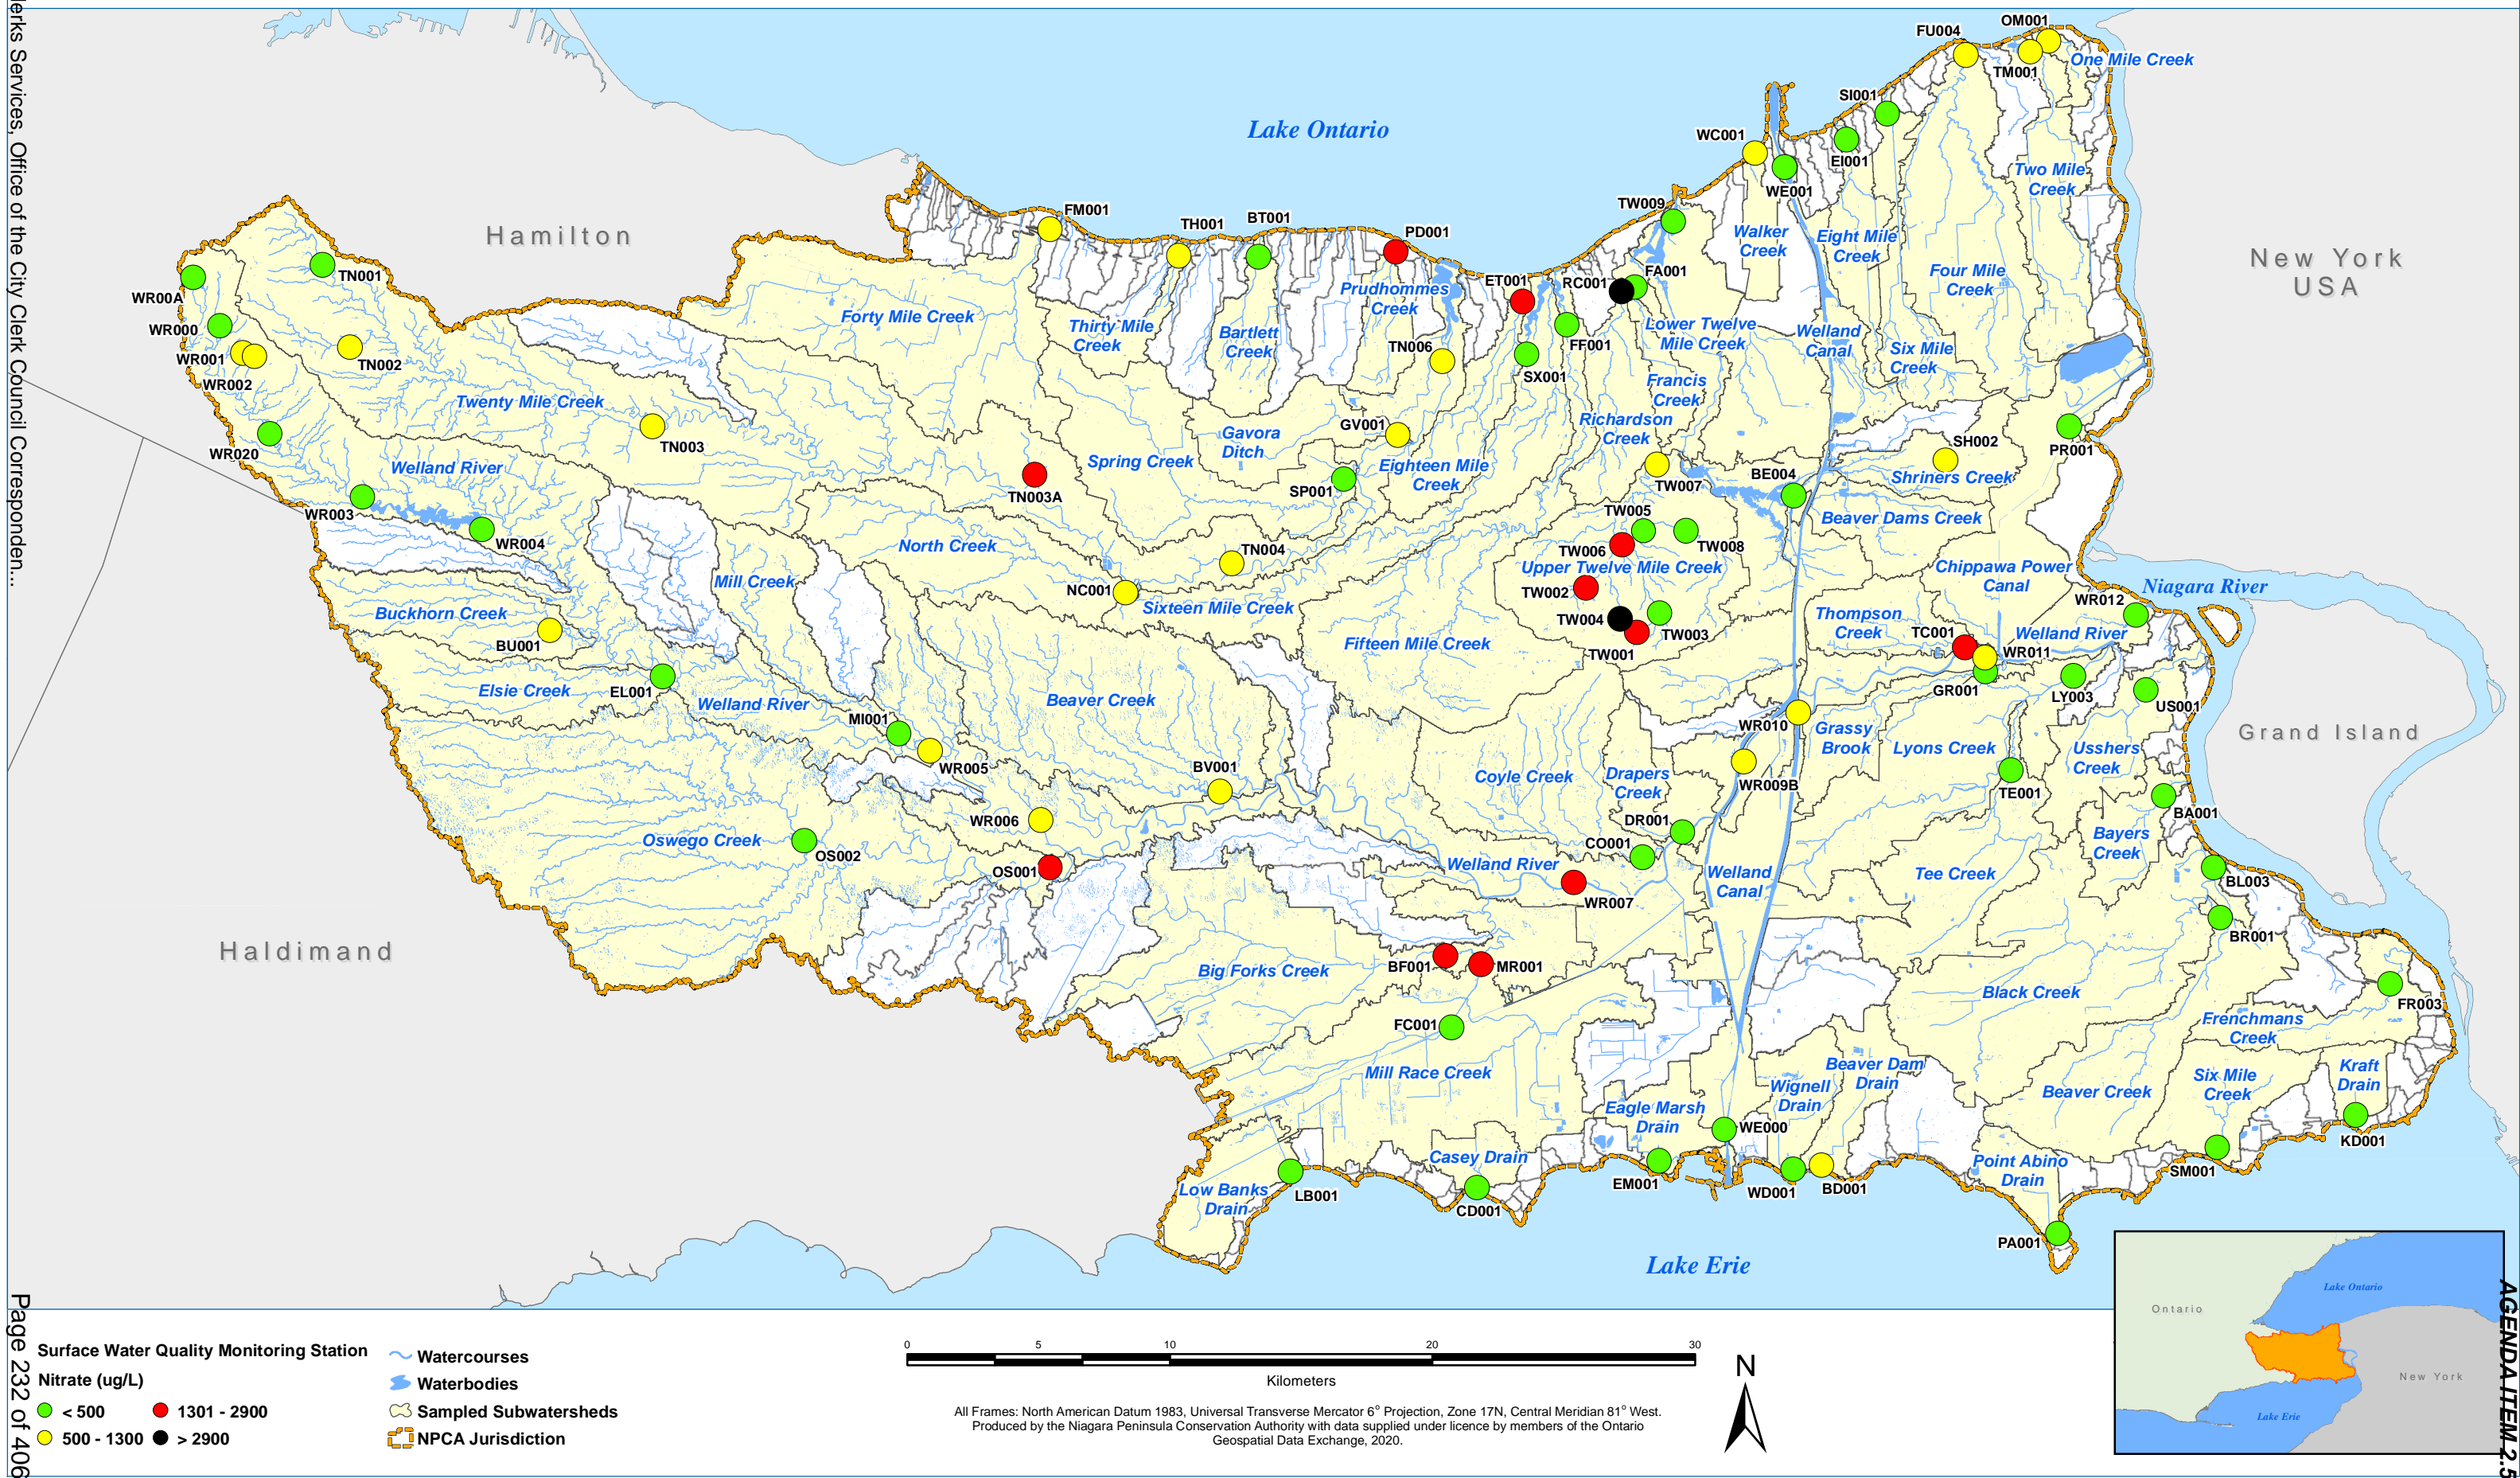 erks Services, Office of the City Clerk Council Corresponden...
Page 232 of 406
AGENDA ITEM 2.5
Lake Ontario
Hamilton
Haldimand
New York
USA
Grand Island
Niagara River
Lake Erie
OM001
FU004
TM001
One Mile Creek
SI001
WC001
EI001
WE001
Two Mile
Creek
TW009
FM001
TH001
BT001
PD001
Walker
Creek
Eight Mile
Creek
Four Mile
Creek
TN001
WR00A
WR000
WR001
WR002
TN002
ET001
RC001
FA001
Prudhommes
Creek
Forty Mile Creek
Thirty Mile
Creek
Bartlett
Creek
TN006
FF001
SX001
Lower Twelve
Mile Creek
Welland
Canal
Six Mile
Creek
Francis
Creek
Twenty Mile Creek
TN003
WR020
Welland River
GV001
Gavora
Ditch
Richardson
Creek
SH002
PR001
Spring Creek
Eighteen Mile
Creek
Shriners Creek
TN003A
SP001
TW007
BE004
WR003
WR004
TW005
TW008
Beaver Dams Creek
North Creek
TN004
TW006
Upper Twelve Mile Creek
Mill Creek
NC001
Sixteen Mile Creek
TW002
Chippawa Power
Canal
WR012
Buckhorn Creek
BU001
TW004
TW003
TW001
Thompson
Creek
TC001
Welland River
WR011
Fifteen Mile Creek
Elsie Creek
EL001
Welland River
Beaver Creek
GR001
LY003
US001
MI001
WR005
WR010
Grassy
Brook
Lyons Creek
Usshers
Creek
BV001
Coyle Creek
Drapers
Creek
WR009B
TE001
BA001
WR006
DR001
CO001
Bayers
Creek
Oswego Creek
OS002
OS001
Welland River
WR007
Welland
Canal
Tee Creek
BL003
BR001
Big Forks Creek
BF001
MR001
Black Creek
FR003
FC001
Frenchmans
Creek
Mill Race Creek
Beaver Dam
Drain
Wignell
Drain
Beaver Creek
Six Mile
Creek
Kraft
Drain
Eagle Marsh
Drain
WE000
KD001
Casey Drain
Point Abino
Drain
SM001
Low Banks
Drain
LB001
CD001
EM001
WD001
BD001
PA001
Surface Water Quality Monitoring Station
Nitrate (ug/L)
< 500
500 - 1300
1301 - 2900
> 2900
Watercourses
Waterbodies
Sampled Subwatersheds
NPCA Jurisdiction
0 5 10 20 30
Kilometers
All Frames: North American Datum 1983, Universal Transverse Mercator 6° Projection, Zone 17N, Central Meridian 81° West.
Produced by the Niagara Peninsula Conservation Authority with data supplied under licence by members of the Ontario
Geospatial Data Exchange, 2020.
N
Lake Ontario
Ontario
New York
Lake Erie